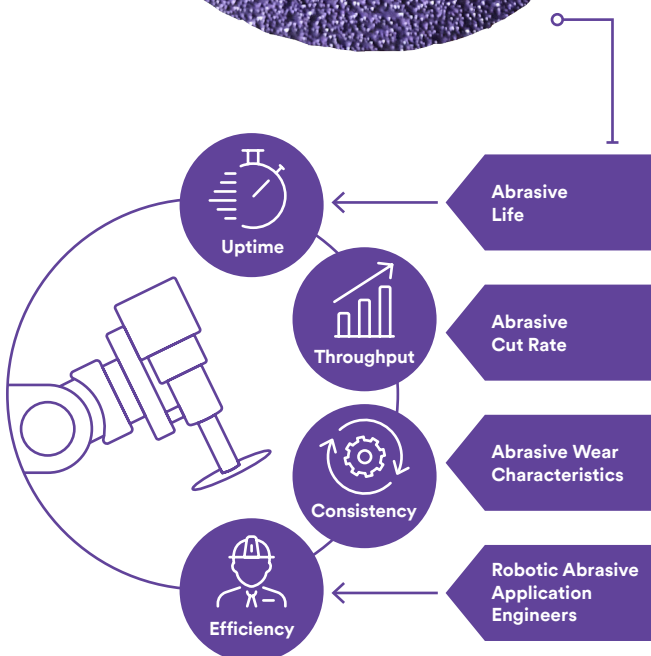 Uptime
Abrasive
Life
Throughput
Abrasive
Cut Rate
Consistency
Abrasive Wear
Characteristics
Efficiency
Robotic Abrasive
Application
Engineers